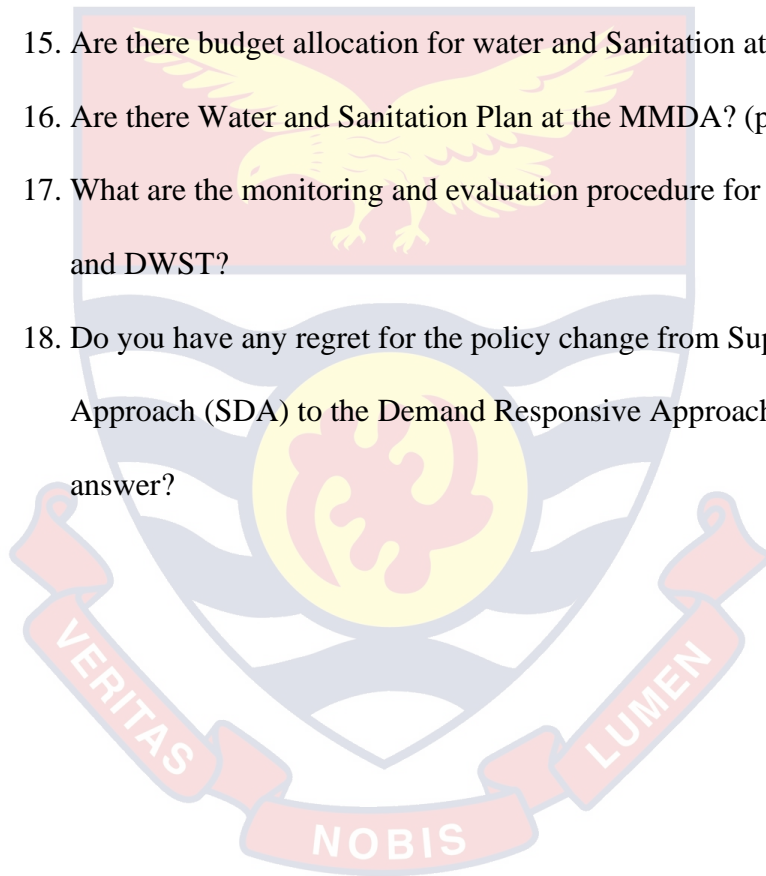 15. Are there budget allocation for water and Sanitation at
16. Are there Water and Sanitation Plan at the MMDA? (p
17. What are the monitoring and evaluation procedure for
and DWST?
18. Do you have any regret for the policy change from Sup
Approach (SDA) to the Demand Responsive Approach
answer?
VERITAS
NOBIS
LUMEN